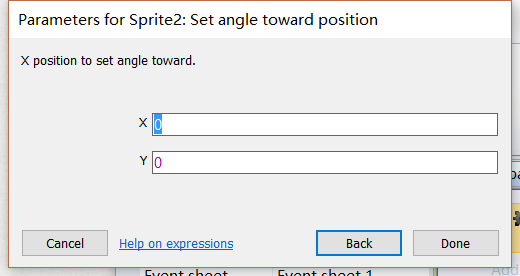 Parameters for Sprite2: Set angle toward position
X position to set angle toward.
X 0
Y 0
Cancel Help on expressions Back Done
Add
Event sheet Event sheet 1